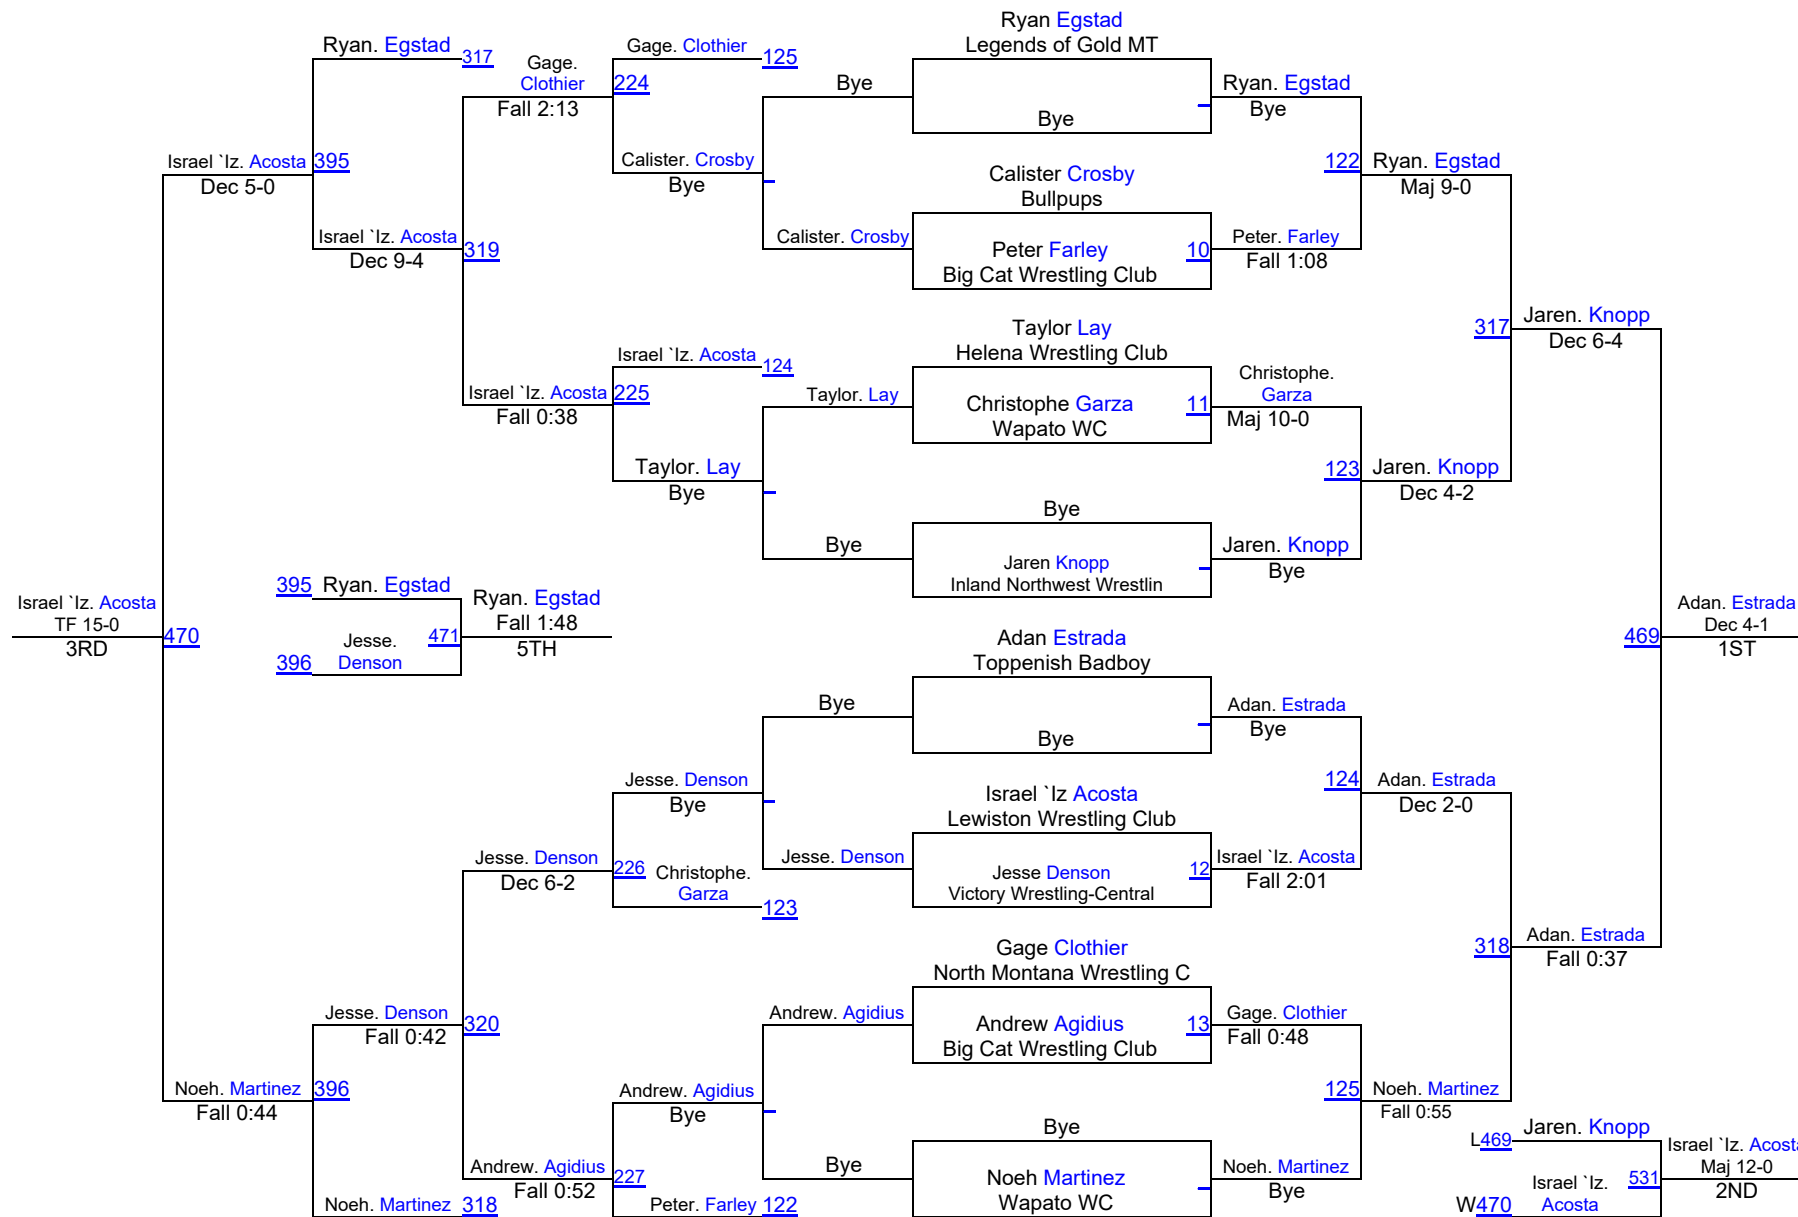 Ryan Egstad
Legends of Gold MT
Ryan. Egstad
317
Gage.
Clothier
Fall 2:13
Gage. Clothier
125
224
Bye
Bye
Ryan. Egstad
Bye
Israel `Iz. Acosta
Dec 5-0
395
Calister. Crosby
Bye
Calister Crosby
Bullpups
122
Ryan. Egstad
Maj 9-0
Israel `Iz. Acosta
Dec 9-4
319
Calister. Crosby
Peter Farley
Big Cat Wrestling Club
10
Peter. Farley
Fall 1:08
Taylor Lay
Helena Wrestling Club
317
Jaren. Knopp
Dec 6-4
Israel `Iz. Acosta
124
Israel `Iz. Acosta
Fall 0:38
225
Taylor. Lay
Christophe Garza
Wapato WC
11
Christophe.
Garza
Maj 10-0
Taylor. Lay
Bye
123
Jaren. Knopp
Dec 4-2
Bye
Bye
Jaren Knopp
Inland Northwest Wrestlin
Jaren. Knopp
Bye
Israel `Iz. Acosta
TF 15-0
3RD
470
395
Ryan. Egstad
Jesse.
Denson
396
471
Ryan. Egstad
Fall 1:48
5TH
Adan Estrada
Toppenish Badboy
469
Adan. Estrada
Dec 4-1
1ST
Bye
Bye
Adan. Estrada
Bye
Jesse. Denson
Bye
Israel `Iz Acosta
Lewiston Wrestling Club
124
Adan. Estrada
Dec 2-0
Jesse. Denson
Dec 6-2
226
Christophe.
Garza
123
Jesse. Denson
Jesse Denson
Victory Wrestling-Central
12
Israel `Iz. Acosta
Fall 2:01
Gage Clothier
North Montana Wrestling C
318
Adan. Estrada
Fall 0:37
Jesse. Denson
Fall 0:42
320
Andrew. Agidius
Andrew Agidius
Big Cat Wrestling Club
13
Gage. Clothier
Fall 0:48
Noeh. Martinez
Fall 0:44
396
Andrew. Agidius
Bye
125
Noeh. Martinez
Fall 0:55
Bye
Andrew. Agidius
Fall 0:52
227
Bye
Noeh Martinez
Wapato WC
Noeh. Martinez
Bye
Noeh. Martinez
318
Peter. Farley
122
L469
Jaren. Knopp
Israel `Iz.
Acosta
W470
531
Israel `Iz. Acosta
Maj 12-0
2ND